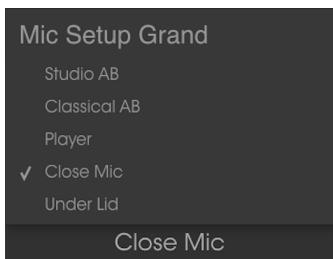 Mic Setup Grand
Studio AB
Classical AB
Player
✓ Close Mic
Under Lid
Close Mic